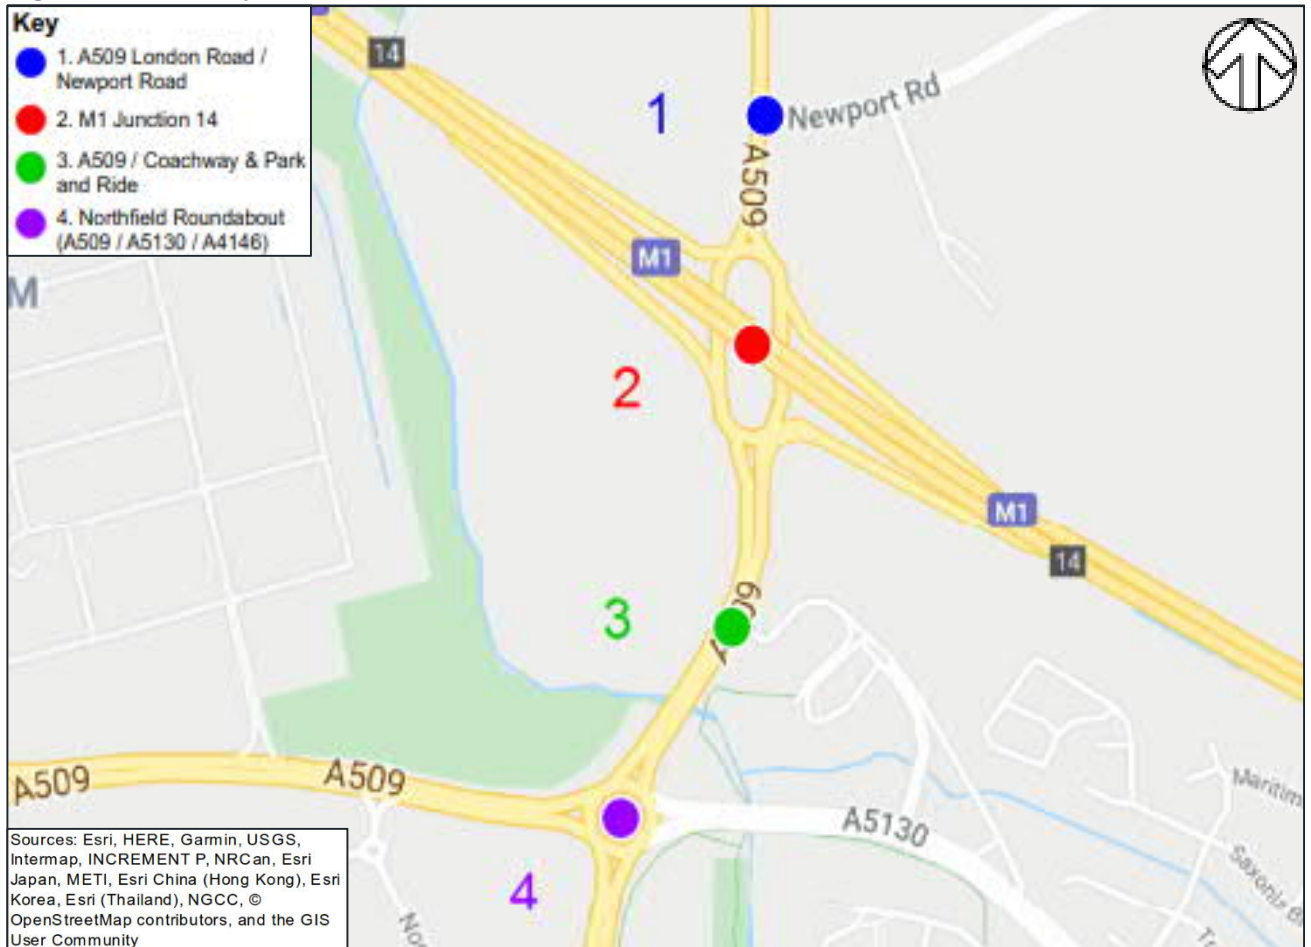 Key
1. A509 London Road /
Newport Road
2. M1 Junction 14
3. A509 / Coachway & Park
and Ride
4. Northfield Roundabout
(A509 / A5130 / A4146)
14
1
Newport Rd
A509
M1
M
2
M1
14
3
A509
A509
A5130
4
Maritim
Saxonix
Sources: Esri, HERE, Garmin, USGS,
Intermap, INCREMENT P, NRCan, Esri
Japan, METI, Esri China (Hong Kong), Esri
Korea, Esri (Thailand), NGCC, ©
OpenStreetMap contributors, and the GIS
User Community